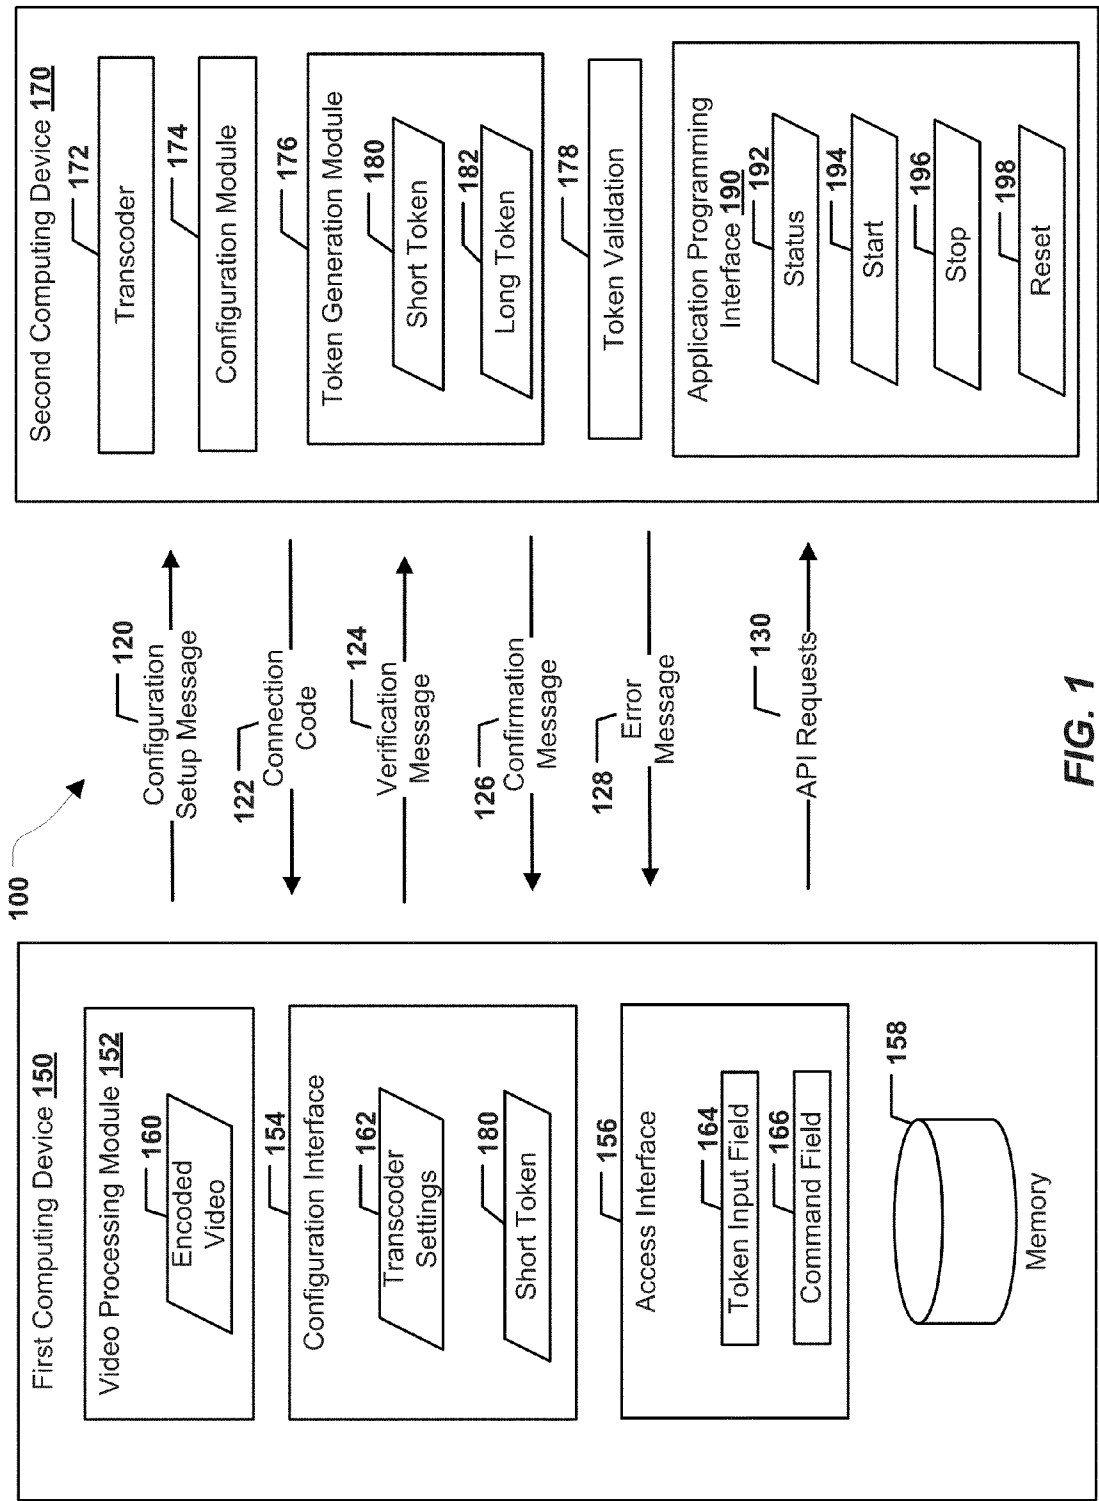 100
First Computing Device 150
Video Processing Module 152
160
Encoded
Video
154
Configuration Interface
162
Transcoder
Settings
180
Short Token
156
Access Interface
164
Token Input Field
166
Command Field
158
Memory
120
Configuration
Setup Message
122
Connection
Code
124
Verification
Message
126
Confirmation
Message
128
Error
Message
130
API Requests
Second Computing Device 170
172
Transcoder
174
Configuration Module
176
Token Generation Module
180
Short Token
182
Long Token
178
Token Validation
Application Programming
Interface 190
192
Status
194
Start
196
Stop
198
Reset
FIG. 1